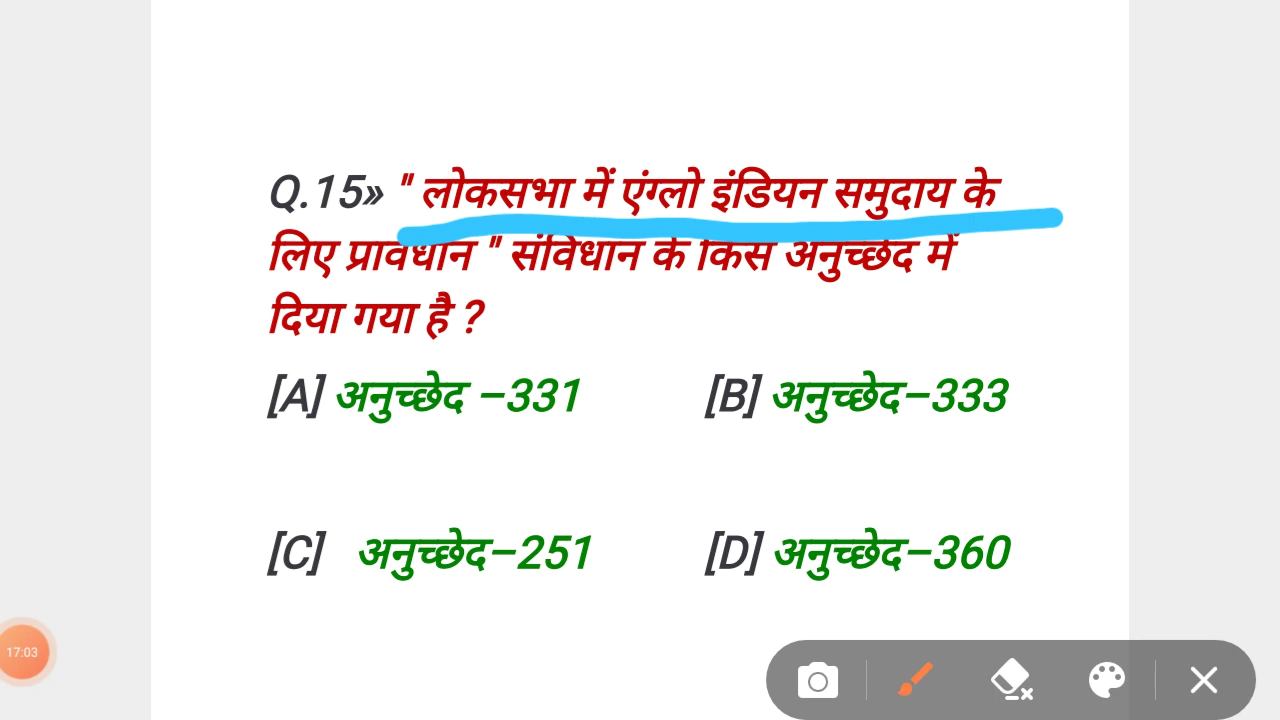 Q.15» " लोकसभा में एंग्लो इंडियन समुदाय के
लिए प्रावधान " संविधान के किस अनुच्छेद में
दिया गया है ?
[A] अनुच्छेद –331 [B] अनुच्छेद–333
[C] अनुच्छेद–251 [D] अनुच्छेद–360
17:03